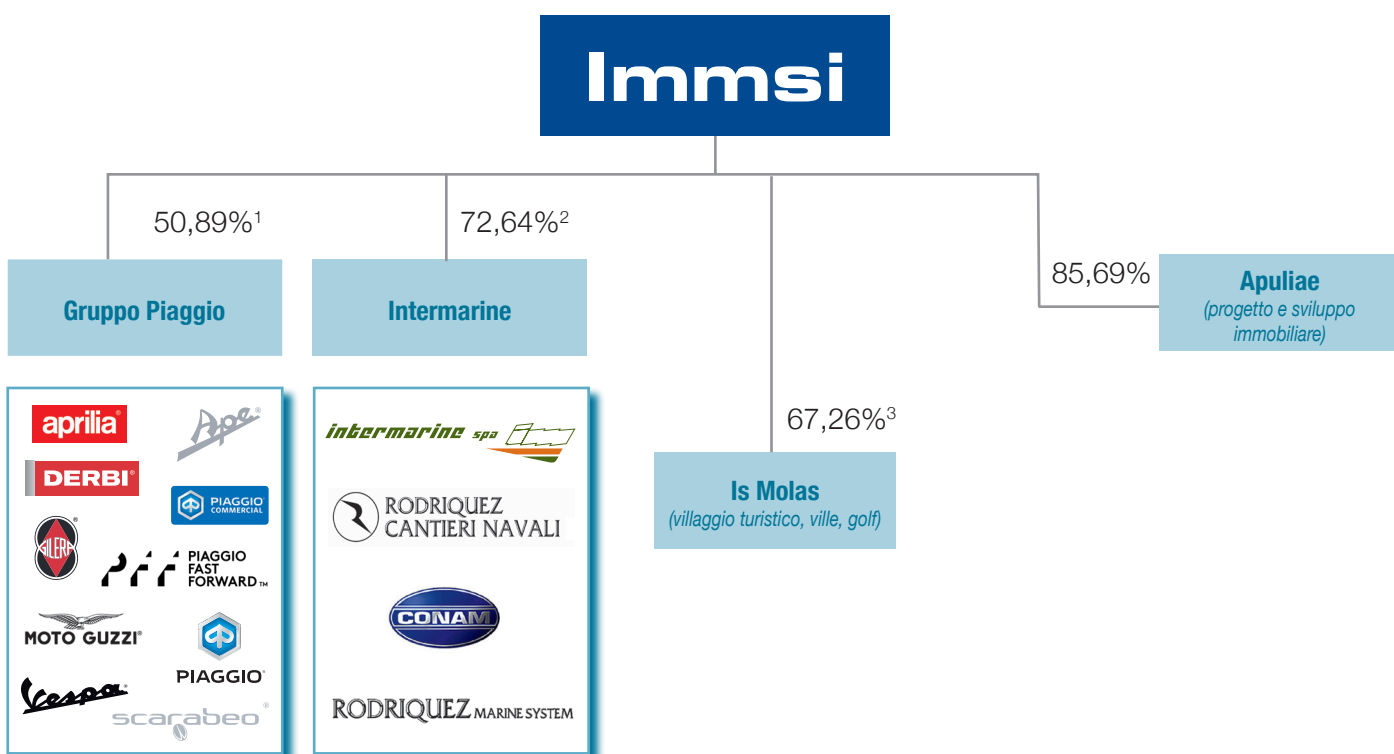 Immsi
50,89%¹
72,64%²
85,69%
67,26%³
Gruppo Piaggio
Intermarine
Apuliae
(progetto e sviluppo
immobiliare)
Is Molas
(villaggio turistico, ville, golf)
aprilia®
Ape®
DERBI®
PIAGGIO®
COMMERCIAL
GILERA®
PFF PIAGGIO
FAST
FORWARD™
MOTO GUZZI®
PIAGGIO®
Vespa®
scarabeo®
intermarine spa
RODRIQUEZ
CANTIERI NAVALI
CONAM
RODRIQUEZ MARINE SYSTEM